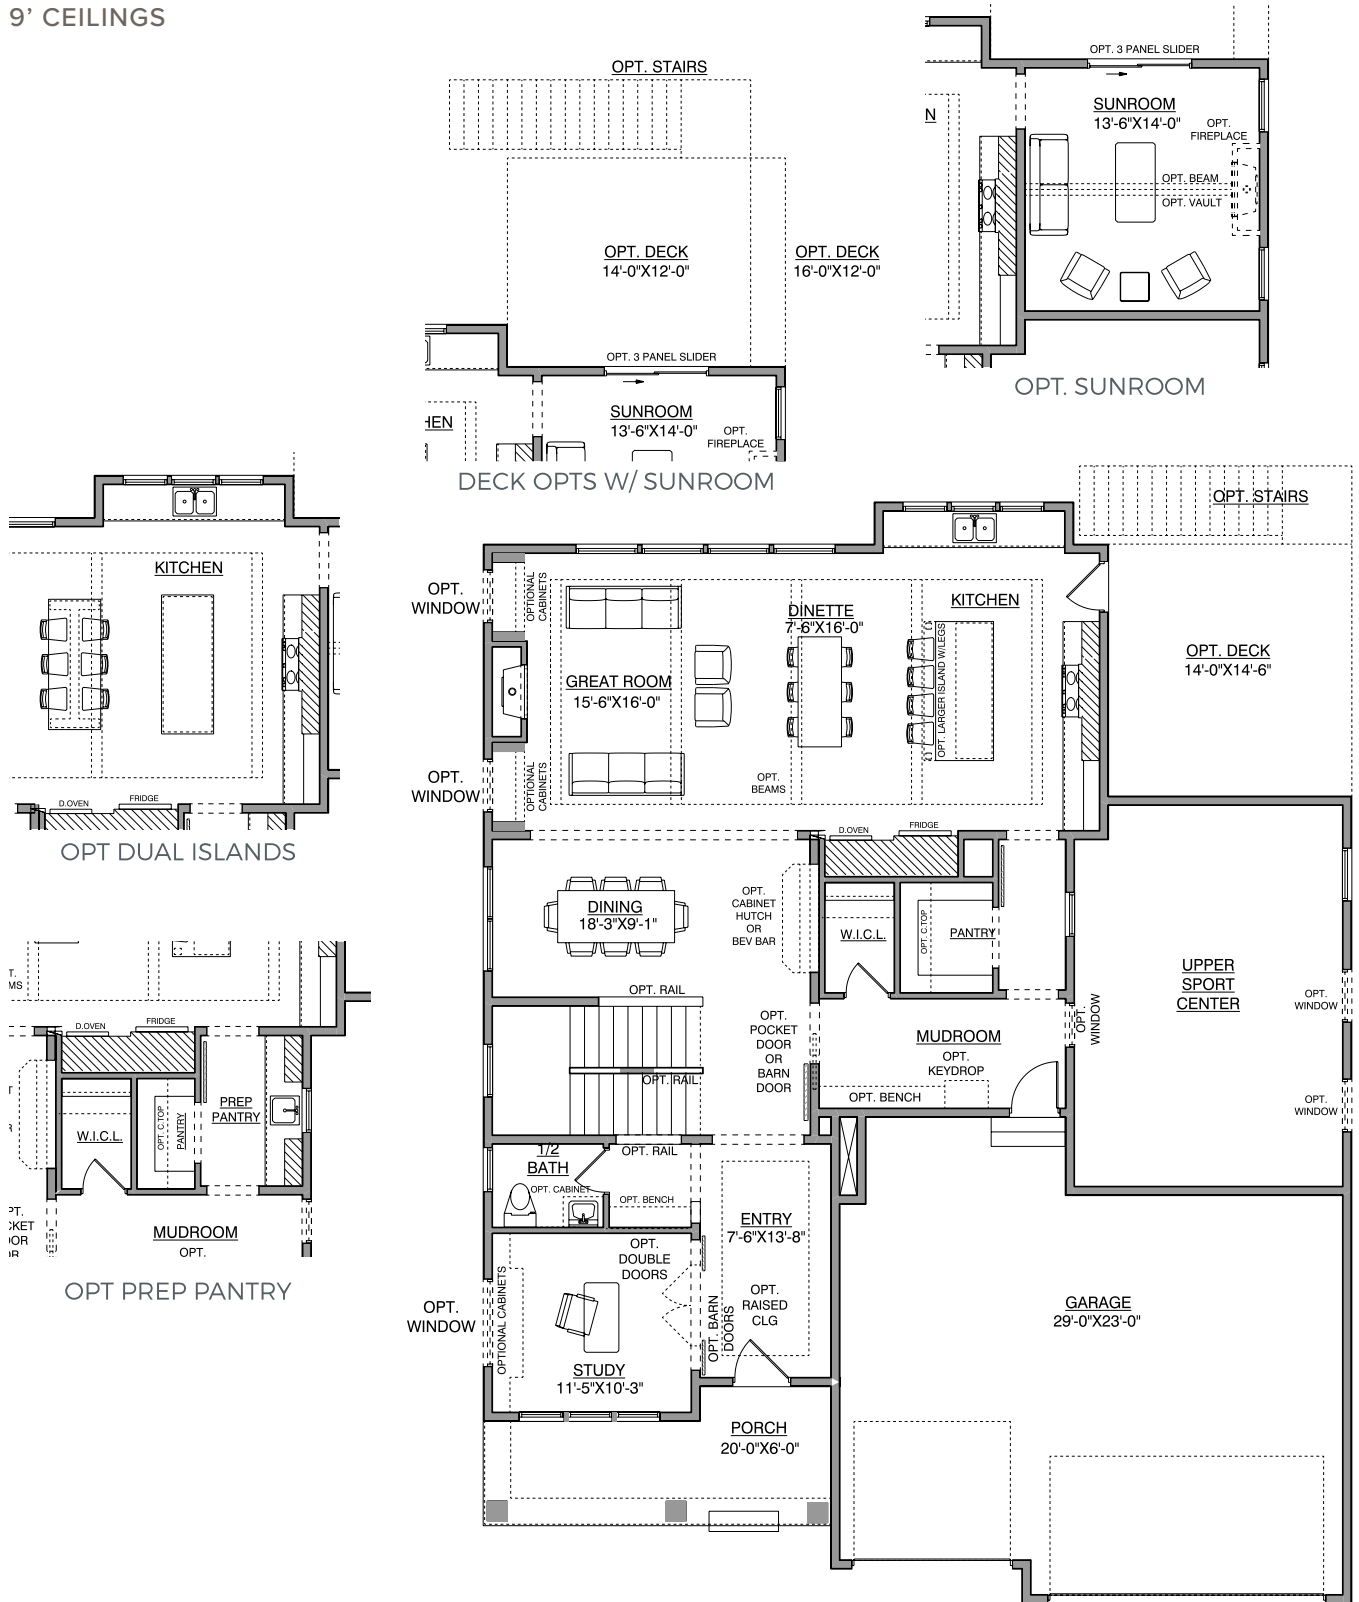 9’ CEILINGS
OPT. STAIRS
OPT. DECK
14'-0"X12'-0"
OPT. DECK
16'-0"X12'-0"
OPT. 3 PANEL SLIDER
SUNROOM
13'-6"X14'-0"
OPT.
FIREPLACE
HEN
DECK OPTS W/ SUNROOM
OPT. 3 PANEL SLIDER
SUNROOM
13'-6"X14'-0"
OPT.
FIREPLACE
OPT. BEAM
OPT. VAULT
N
OPT. SUNROOM
KITCHEN
D.OVEN
FRIDGE
OPT DUAL ISLANDS
T.
MS
D.OVEN
FRIDGE
T
R
W.I.C.L.
OPT. C.TOP
PANTRY
PREP
PANTRY
PT.
CKET
OOR
OR
MUDROOM
OPT.
OPT PREP PANTRY
OPT. STAIRS
OPT. DECK
14'-0"X14'-6"
OPT.
WINDOW
OPTIONAL
CABINETS
DINETTE
7'-6"X16'-0"
KITCHEN
OPT. LARGER ISLAND W/LEGS
GREAT ROOM
15'-6"X16'-0"
OPT.
WINDOW
OPTIONAL
CABINETS
OPT.
BEAMS
D.OVEN
FRIDGE
DINING
18'-3"X9'-1"
OPT.
CABINET
HUTCH
OR
BEV BAR
W.I.C.L.
OPT. C.TOP
PANTRY
UPPER
SPORT
CENTER
OPT.
WINDOW
OPT. RAIL
OPT.
POCKET
DOOR
OR
BARN
DOOR
MUDROOM
OPT.
KEYDROP
OPT.
WINDOW
OPT. RAIL
OPT. BENCH
OPT.
WINDOW
1/2
BATH
OPT. RAIL
OPT. CABINET
OPT. BENCH
ENTRY
7'-6"X13'-8"
OPT.
DOUBLE
DOORS
OPT.
RAISED
CLG
OPT.
WINDOW
OPTIONAL CABINETS
OPT. BARN
DOORS
STUDY
11'-5"X10'-3"
GARAGE
29'-0"X23'-0"
PORCH
20'-0"X6'-0"